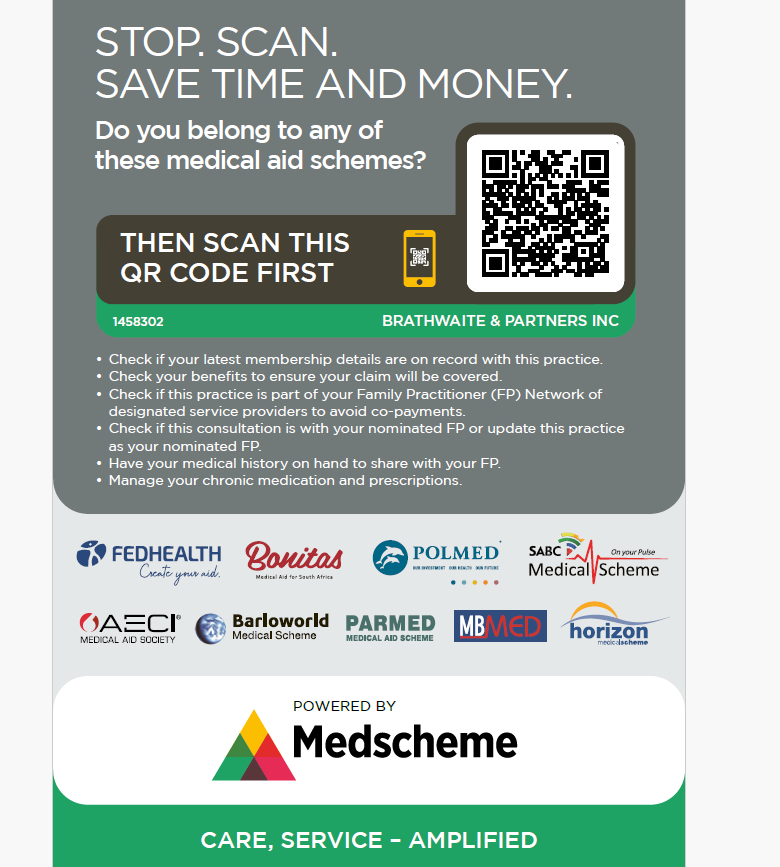 STOP. SCAN.
SAVE TIME AND MONEY.
Do you belong to any of
these medical aid schemes?
THEN SCAN THIS
QR CODE FIRST
1458302 BRATHWAITE & PARTNERS INC
• Check if your latest membership details are on record with this practice.
• Check your benefits to ensure your claim will be covered.
• Check if this practice is part of your Family Practitioner (FP) Network of
designated service providers to avoid co-payments.
• Check if this consultation is with your nominated FP or update this practice
as your nominated FP.
• Have your medical history on hand to share with your FP.
• Manage your chronic medication and prescriptions.
FEDHEALTH
Create your aid.
Bonitas
Medical Aid for South Africa
POLMED
OUR INVESTMENT OUR HEALTH OUR FUTURE
SABC On your Pulse
Medical Scheme
AECI®
MEDICAL AID SOCIETY
Barloworld
Medical Scheme
PARMED
MEDICAL AID SCHEME
MBMED
horizon
medicalscheme
POWERED BY
Medscheme
CARE, SERVICE – AMPLIFIED